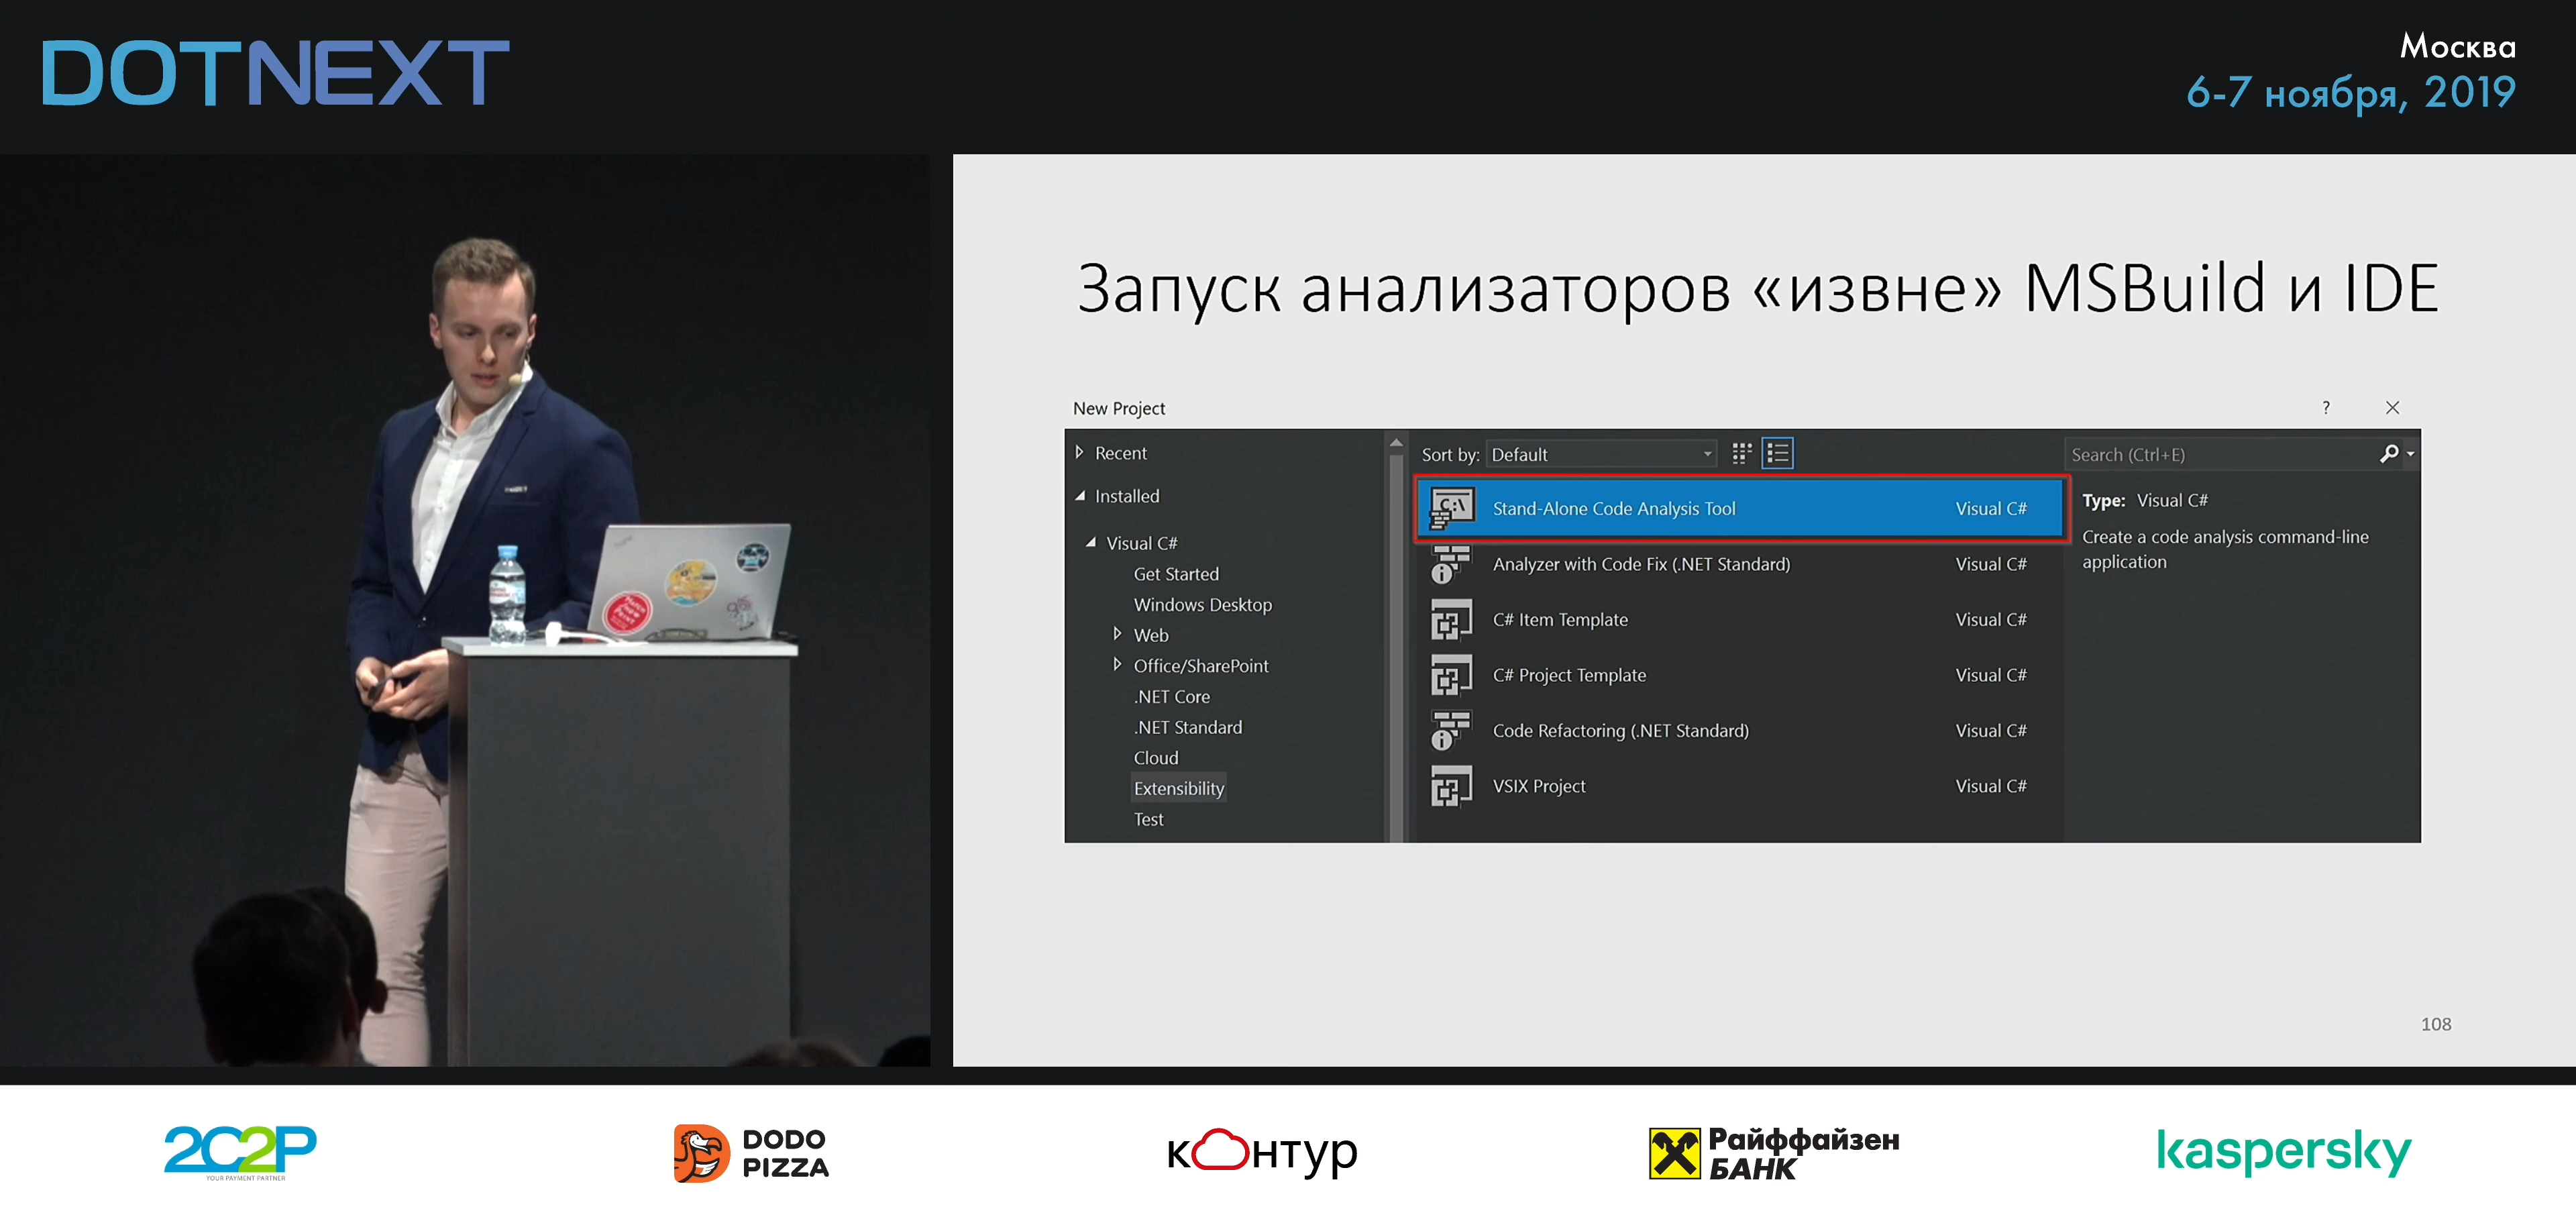 DOTNEXT
Москва
6-7 ноября, 2019
Запуск анализаторов «извне» MSBuild и IDE
New Project
?
Recent
Installed
Visual C#
Get Started
Windows Desktop
Web
Office/SharePoint
.NET Core
.NET Standard
Cloud
Extensibility
Test
Sort by: Default
Search (Ctrl+E)
C:\ Stand-Alone Code Analysis Tool Visual C#
Analyzer with Code Fix (.NET Standard) Visual C#
C# Item Template Visual C#
C# Project Template Visual C#
Code Refactoring (.NET Standard) Visual C#
VSIX Project Visual C#
Type: Visual C#
Create a code analysis command-line
application
108
2C2P
YOUR PAYMENT PARTNER
DODO
PIZZA
контур
Райффайзен
БАНК
kaspersky